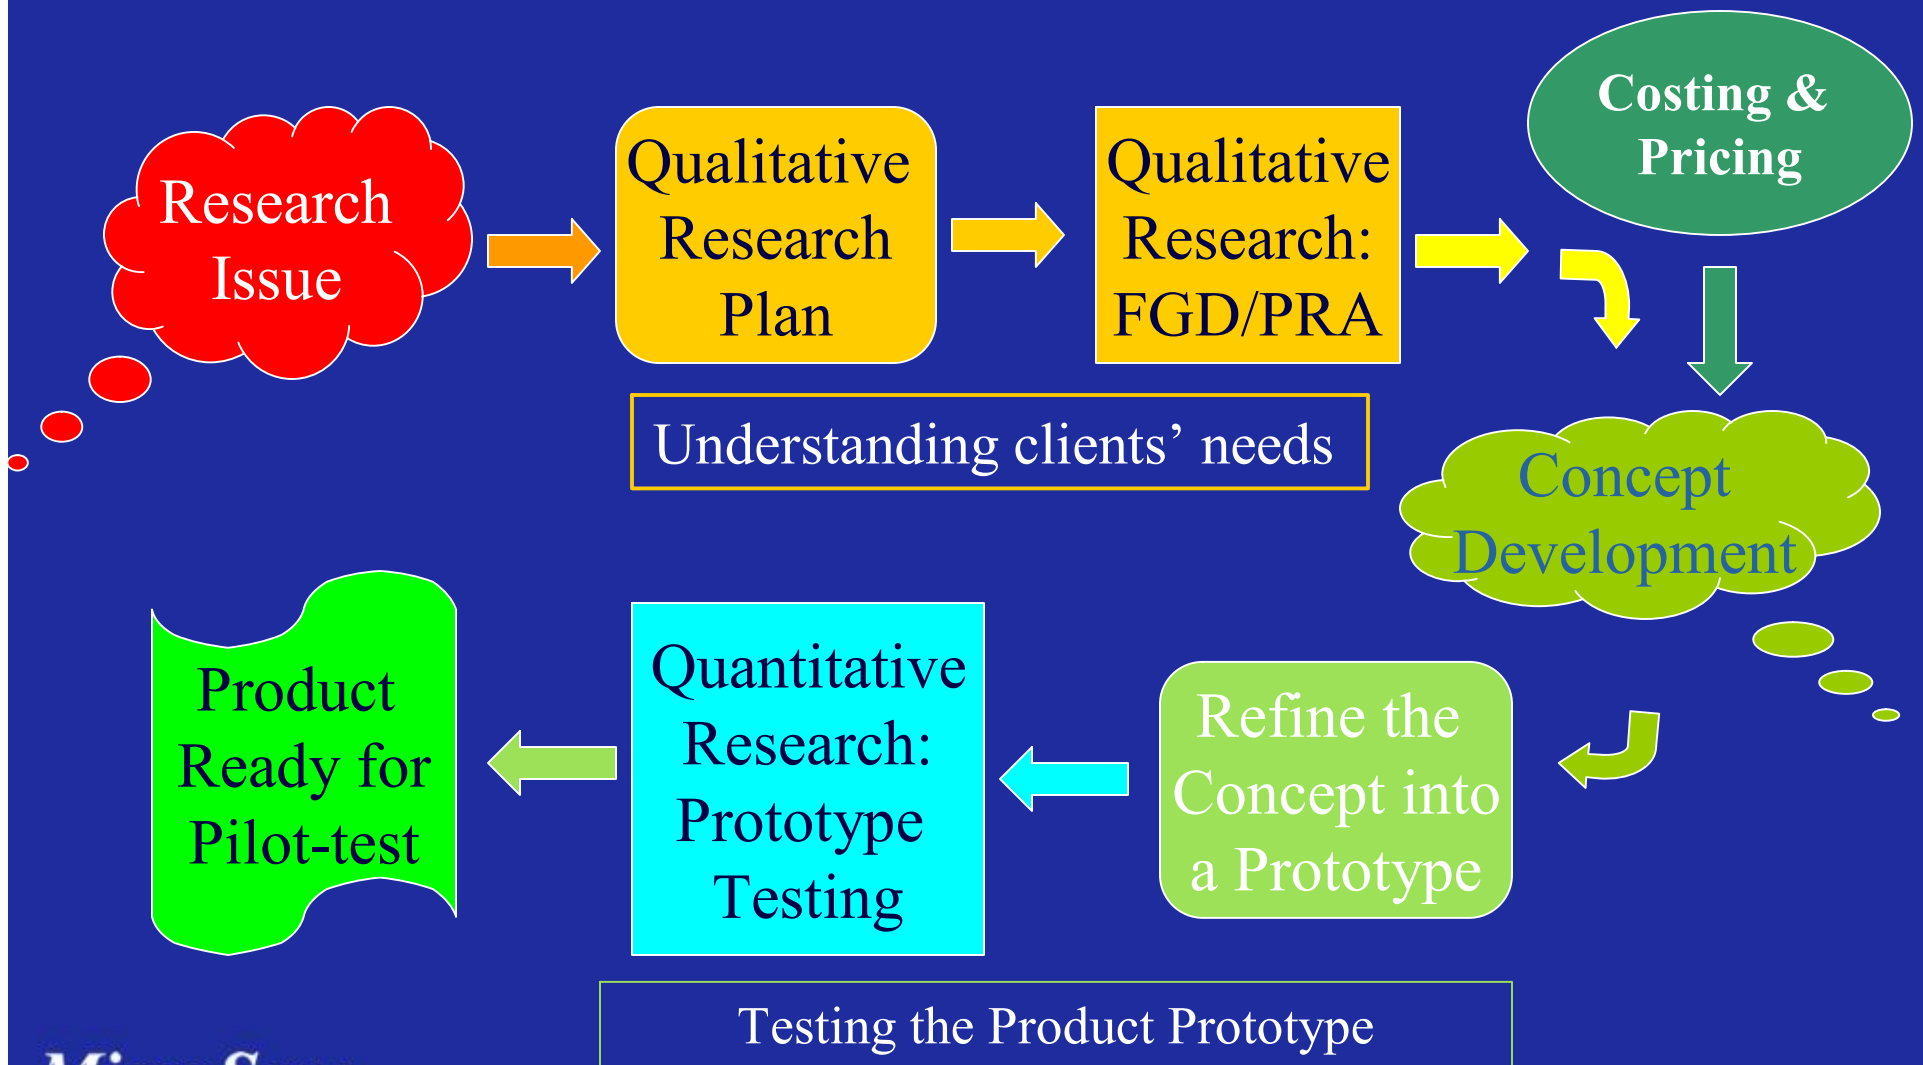 Costing &
Pricing
Research
Issue
Qualitative
Research
Plan
Qualitative
Research:
FGD/PRA
Understanding clients’ needs
Concept
Development
Product
Ready for
Pilot-test
Quantitative
Research:
Prototype
Testing
Refine the
Concept into
a Prototype
Testing the Product Prototype